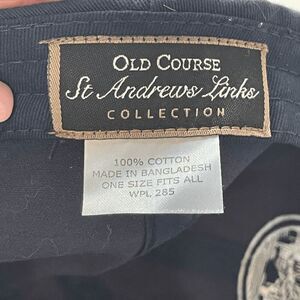 OLD COURSE
St Andrews Links
COLLECTION
100% COTTON
MADE IN BANGLADESH
ONE SIZE FITS ALL
WPL 285